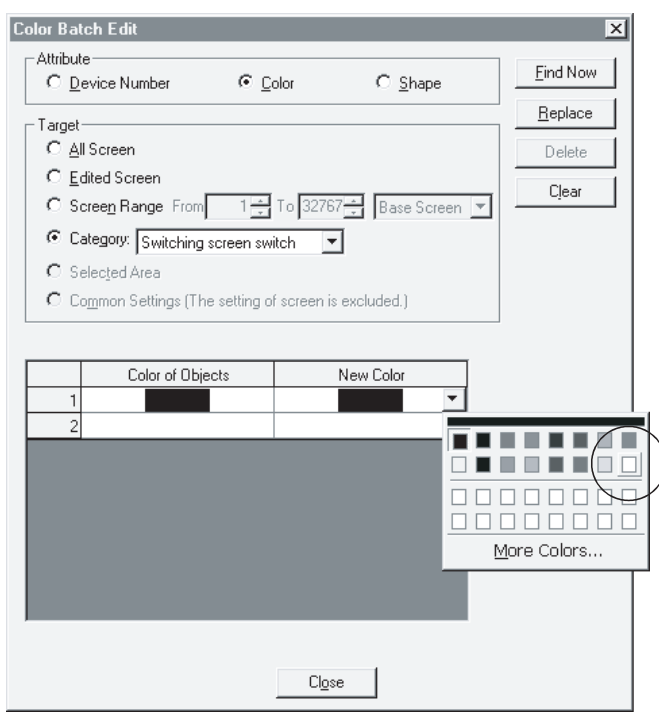 Color Batch Edit
Attribute
Device Number Color Shape
Find Now
Replace
Delete
Clear
Target
All Screen
Edited Screen
Screen Range From 1 To 32767 Base Screen
Category: Switching screen switch
Selected Area
Common Settings (The setting of screen is excluded.)
Color of Objects New Color
1
2
More Colors...
Close